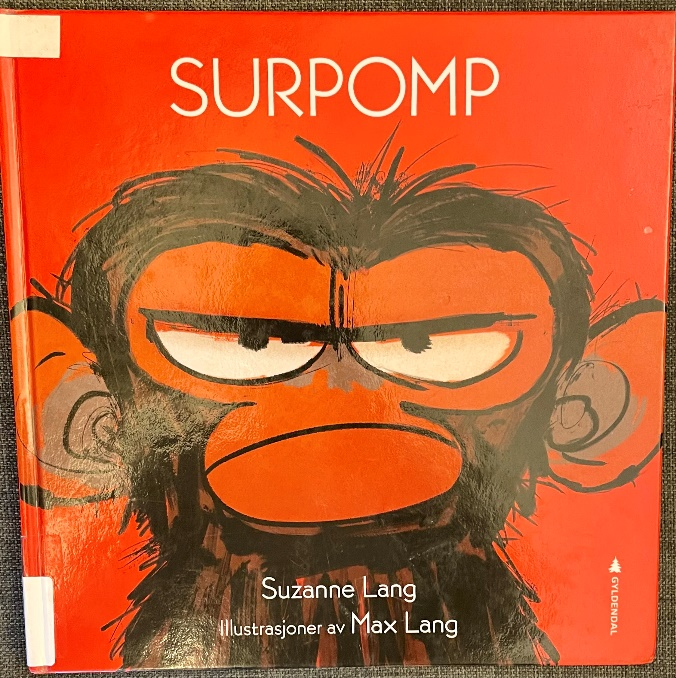 SURPOMP
Suzanne Lang
Illustrasjoner av Max Lang
GYLDENDAL